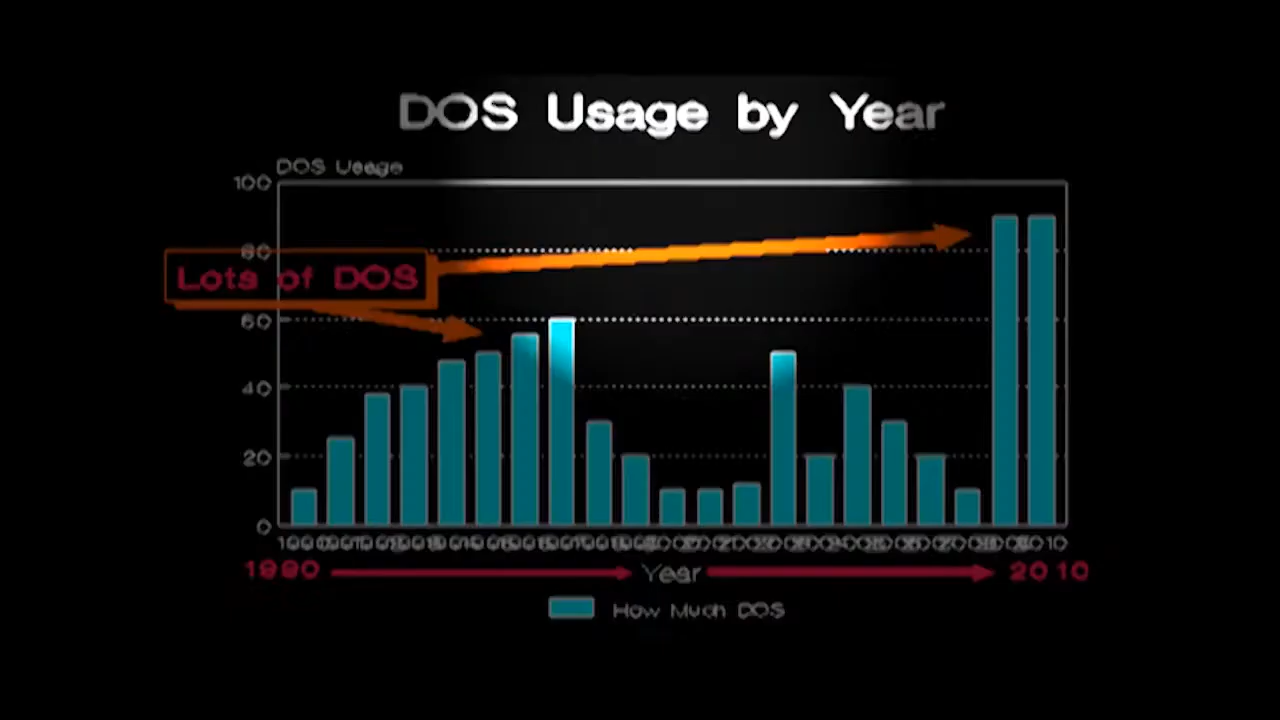 DOS Usage by Year
DOS Usage
100
80
Lots of DOS
60
40
20
0
1990 Year 2010
How Much DOS